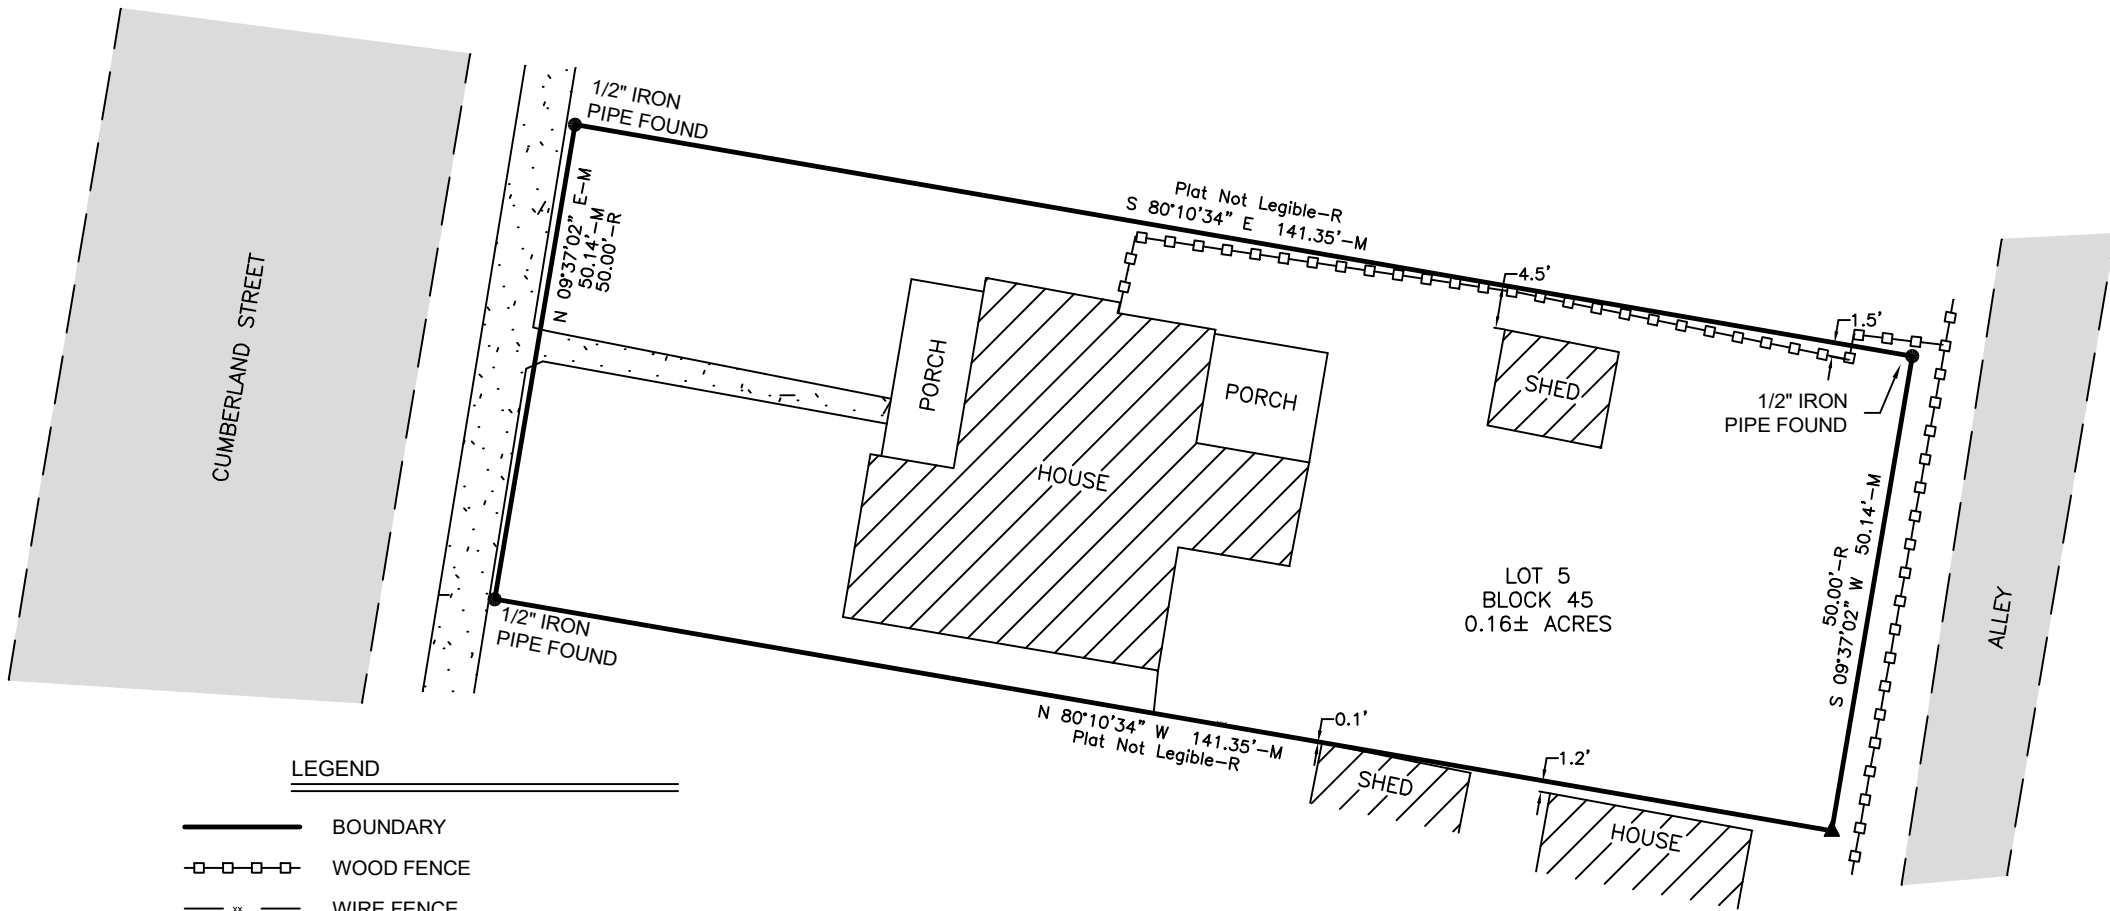 1/2" IRON
PIPE FOUND
Plat Not Legible-R
S 80°10'34" E 141.35'-M
N 09°37'02" E-M
50.14'-M
50.00'-R
CUMBERLAND STREET
4.5'
1.5'
PORCH
PORCH
SHED
1/2" IRON
PIPE FOUND
HOUSE
LOT 5
BLOCK 45
0.16± ACRES
50.00'-R
S 09°37'02" W 50.14'-M
ALLEY
1/2" IRON
PIPE FOUND
N 80°10'34" W 141.35'-M
Plat Not Legible-R
0.1'
1.2'
SHED
HOUSE
LEGEND
BOUNDARY
WOOD FENCE
xx WIRE FENCE